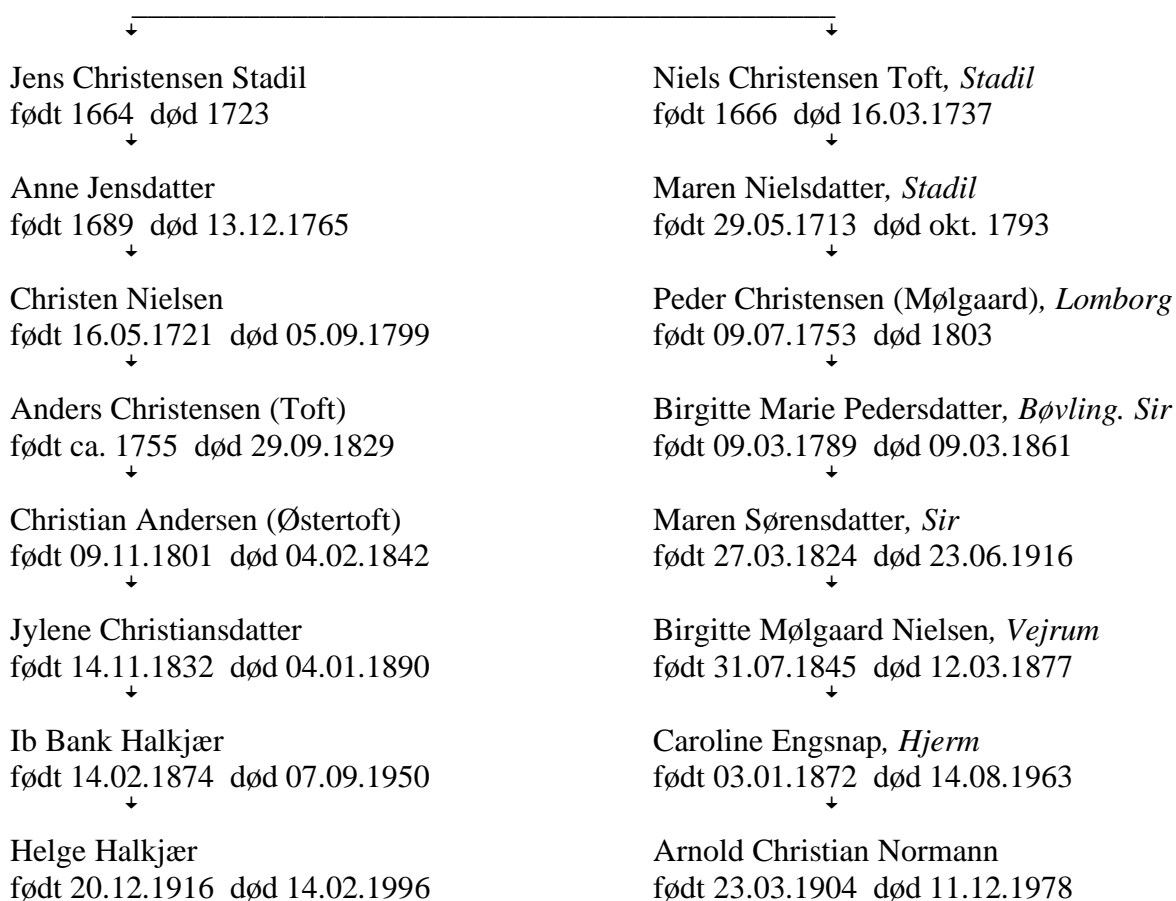 Jens Christensen Stadil
født 1664 død 1723
Anne Jensdatter
født 1689 død 13.12.1765
Christen Nielsen
født 16.05.1721 død 05.09.1799
Anders Christensen (Toft)
født ca. 1755 død 29.09.1829
Christian Andersen (Østertoft)
født 09.11.1801 død 04.02.1842
Jylene Christiansdatter
født 14.11.1832 død 04.01.1890
Ib Bank Halkjær
født 14.02.1874 død 07.09.1950
Helge Halkjær
født 20.12.1916 død 14.02.1996
Niels Christensen Toft, Stadil
født 1666 død 16.03.1737
Maren Nielsdatter, Stadil
født 29.05.1713 død okt. 1793
Peder Christensen (Mølgaard), Lomborg
født 09.07.1753 død 1803
Birgitte Marie Pedersdatter, Bøvling. Sir
født 09.03.1789 død 09.03.1861
Maren Sørensdatter, Sir
født 27.03.1824 død 23.06.1916
Birgitte Mølgaard Nielsen, Vejrum
født 31.07.1845 død 12.03.1877
Caroline Engsnap, Hjerm
født 03.01.1872 død 14.08.1963
Arnold Christian Normann
født 23.03.1904 død 11.12.1978